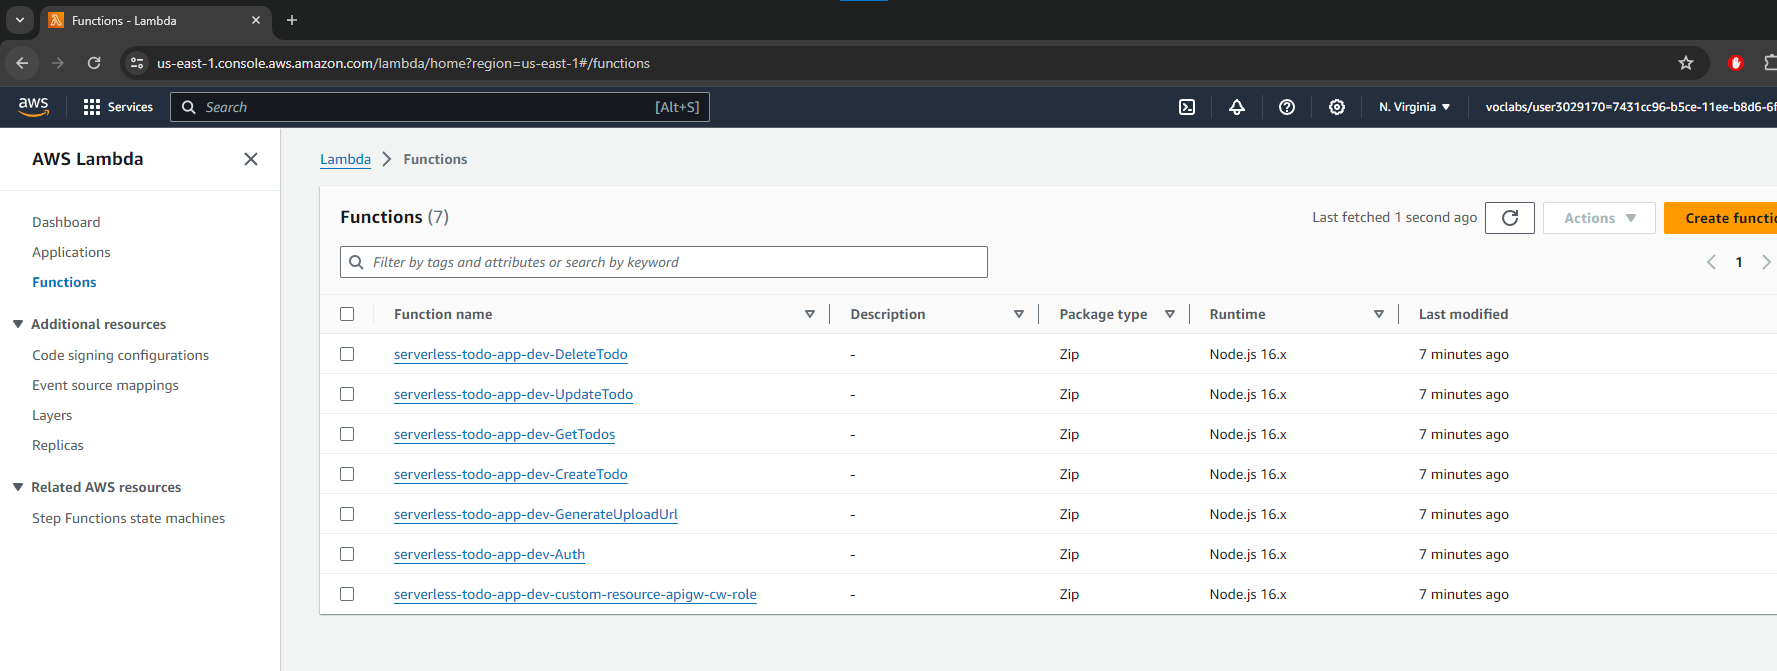 Functions - Lambda
us-east-1.console.aws.amazon.com/lambda/home?region=us-east-1#/functions
aws Services Search [Alt+S] N. Virginia voclabs/user3029170=7431cc96-b5ce-11ee-b8d6-6f
AWS Lambda
Dashboard
Applications
Functions
Additional resources
Code signing configurations
Event source mappings
Layers
Replicas
Related AWS resources
Step Functions state machines
Lambda > Functions
Functions (7)
Last fetched 1 second ago Actions Create functio
Filter by tags and attributes or search by keyword
1
Function name Description Package type Runtime Last modified
serverless-todo-app-dev-DeleteTodo - Zip Node.js 16.x 7 minutes ago
serverless-todo-app-dev-UpdateTodo - Zip Node.js 16.x 7 minutes ago
serverless-todo-app-dev-GetTodos - Zip Node.js 16.x 7 minutes ago
serverless-todo-app-dev-CreateTodo - Zip Node.js 16.x 7 minutes ago
serverless-todo-app-dev-GenerateUploadUrl - Zip Node.js 16.x 7 minutes ago
serverless-todo-app-dev-Auth - Zip Node.js 16.x 7 minutes ago
serverless-todo-app-dev-custom-resource-apigw-cw-role - Zip Node.js 16.x 7 minutes ago